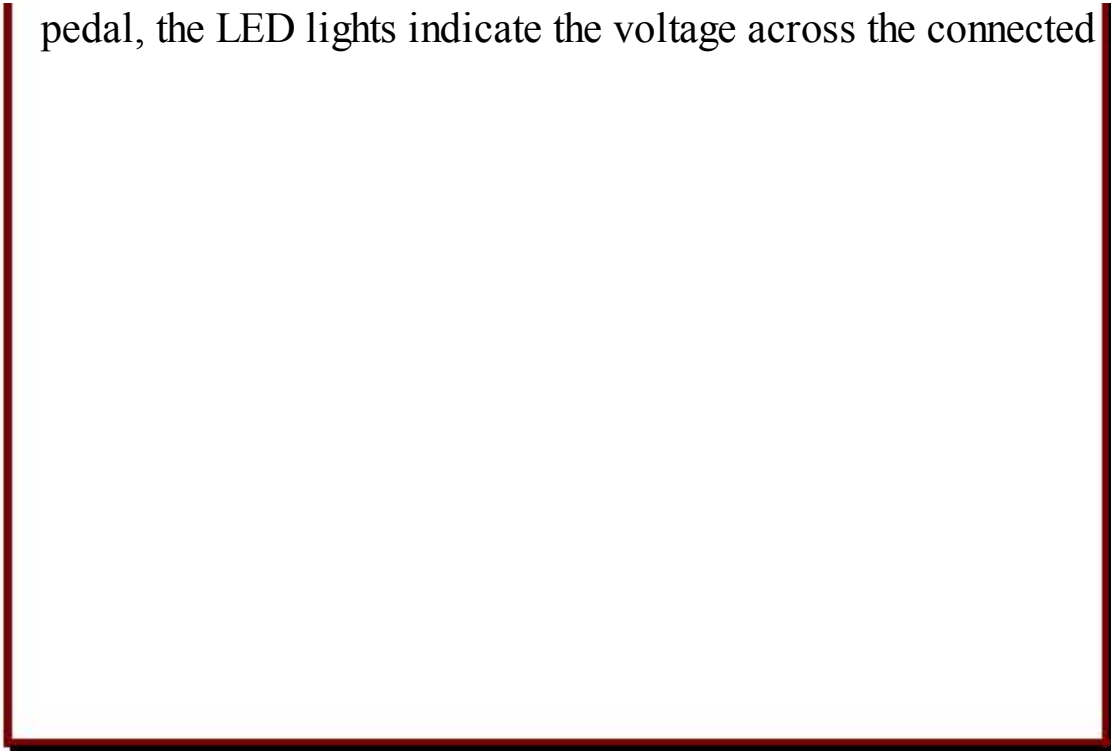 pedal, the LED lights indicate the voltage across the connected